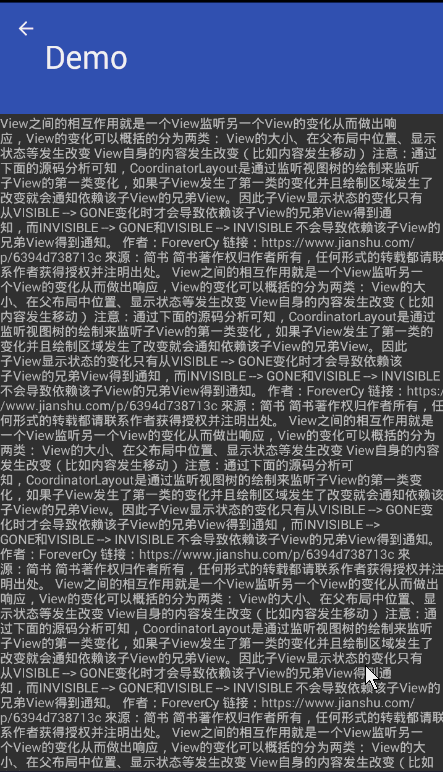 Demo
View之间的相互作用就是一个View监听另一个View的变化从而做出响
应，View的变化可以概括的分为两类： View的大小、在父布局中位置、显示
状态等发生改变 View自身的内容发生改变（比如内容发生移动） 注意：通过
下面的源码分析可知，CoordinatorLayout是通过监听视图树的绘制来监听
子View的第一类变化，如果子View发生了第一类的变化并且绘制区域发生了
改变就会通知依赖该子View的兄弟View。因此子View显示状态的变化只有
从VISIBLE --> GONE变化时才会导致依赖该子View的兄弟View得到通
知，而INVISIBLE --> GONE和VISIBLE --> INVISIBLE 不会导致依赖该子View的
兄弟View得到通知。 作者：ForeverCy 链接：https://www.jianshu.com/
p/6394d738713c 來源：简书 简书著作权归作者所有，任何形式的转载都请联
系作者获得授权并注明出处。 View之间的相互作用就是一个View监听另一
个View的变化从而做出响应，View的变化可以概括的分为两类： View的大
小、在父布局中位置、显示状态等发生改变 View自身的内容发生改变（比如
内容发生移动） 注意：通过下面的源码分析可知，CoordinatorLayout是通过
监听视图树的绘制来监听子View的第一类变化，如果子View发生了第一类的
变化并且绘制区域发生了改变就会通知依赖该子View的兄弟View。因此
子View显示状态的变化只有从VISIBLE --> GONE变化时才会导致依赖该
子View的兄弟View得到通知，而INVISIBLE --> GONE和VISIBLE --> INVISIBLE
不会导致依赖该子View的兄弟View得到通知。 作者：ForeverCy 链接：https:/
/www.jianshu.com/p/6394d738713c 來源：简书 简书著作权归作者所有，任
何形式的转载都请联系作者获得授权并注明出处。 View之间的相互作用就是
一个View监听另一个View的变化从而做出响应，View的变化可以概括的分为
两类： View的大小、在父布局中位置、显示状态等发生改变 View自身的内容
发生改变（比如内容发生移动） 注意：通过下面的源码分析可
知，CoordinatorLayout是通过监听视图树的绘制来监听子View的第一类变
化，如果子View发生了第一类的变化并且绘制区域发生了改变就会通知依赖该
子View的兄弟View。因此子View显示状态的变化只有从VISIBLE --> GONE变
化时才会导致依赖该子View的兄弟View得到通知，而INVISIBLE -->
GONE和VISIBLE --> INVISIBLE 不会导致依赖该子View的兄弟View得到通知。
作者：ForeverCy 链接：https://www.jianshu.com/p/6394d738713c 來
源：简书 简书著作权归作者所有，任何形式的转载都请联系作者获得授权并注
明出处。 View之间的相互作用就是一个View监听另一个View的变化从而做出
响应，View的变化可以概括的分为两类： View的大小、在父布局中位置、显
示状态等发生改变 View自身的内容发生改变（比如内容发生移动） 注意：通
过下面的源码分析可知，CoordinatorLayout是通过监听视图树的绘制来监听
子View的第一类变化，如果子View发生了第一类的变化并且绘制区域发生了
改变就会通知依赖该子View的兄弟View。因此子View显示状态的变化只有
从VISIBLE --> GONE变化时才会导致依赖该子View的兄弟View得到通
知，而INVISIBLE --> GONE和VISIBLE --> INVISIBLE 不会导致依赖该子View的
兄弟View得到通知。 作者：ForeverCy 链接：https://www.jianshu.com/
p/6394d738713c 來源：简书 简书著作权归作者所有，任何形式的转载都请联
系作者获得授权并注明出处。 View之间的相互作用就是一个View监听另一
个View的变化从而做出响应，View的变化可以概括的分为两类： View的大
小、在父布局中位置、显示状态等发生改变 View自身的内容发生改变（比如